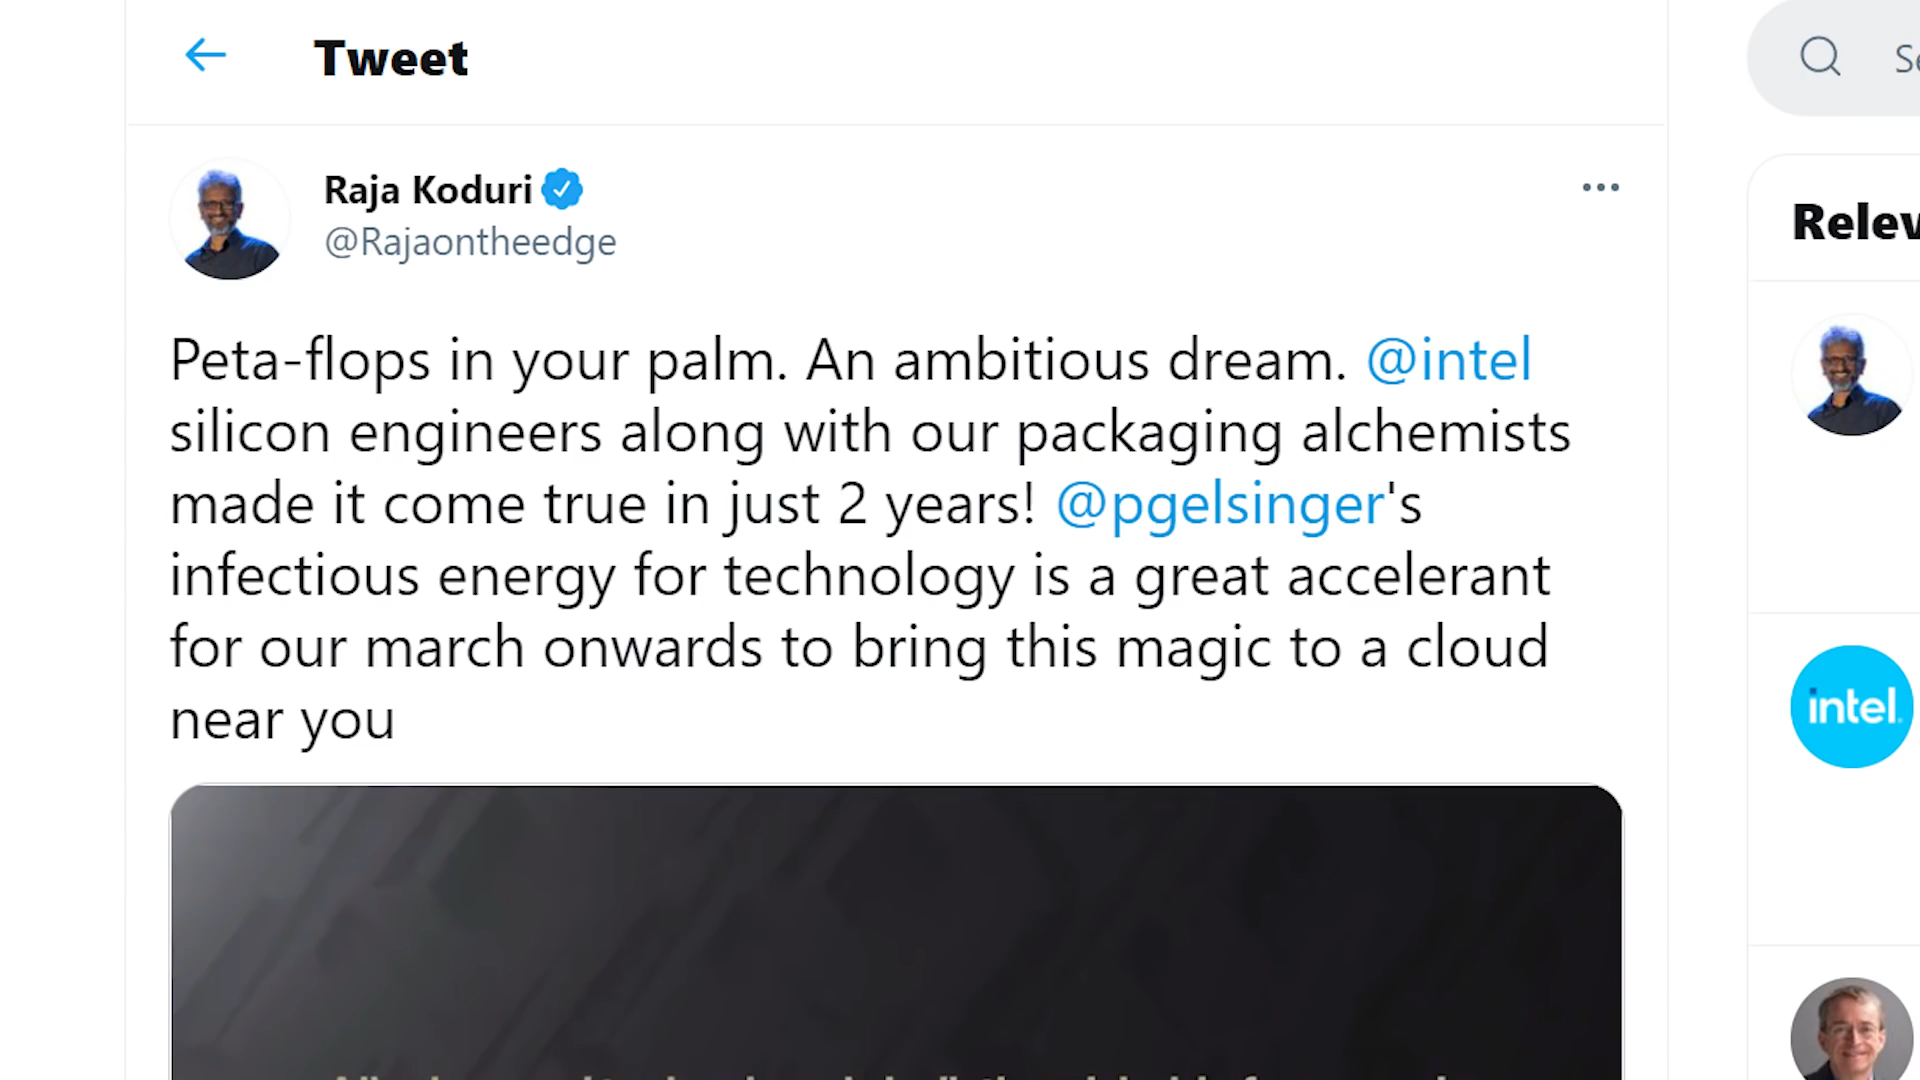 Tweet
Raja Koduri
@Rajaontheedge
Peta-flops in your palm. An ambitious dream. @intel
silicon engineers along with our packaging alchemists
made it come true in just 2 years! @pgelsinger's
infectious energy for technology is a great accelerant
for our march onwards to bring this magic to a cloud
near you
intel.